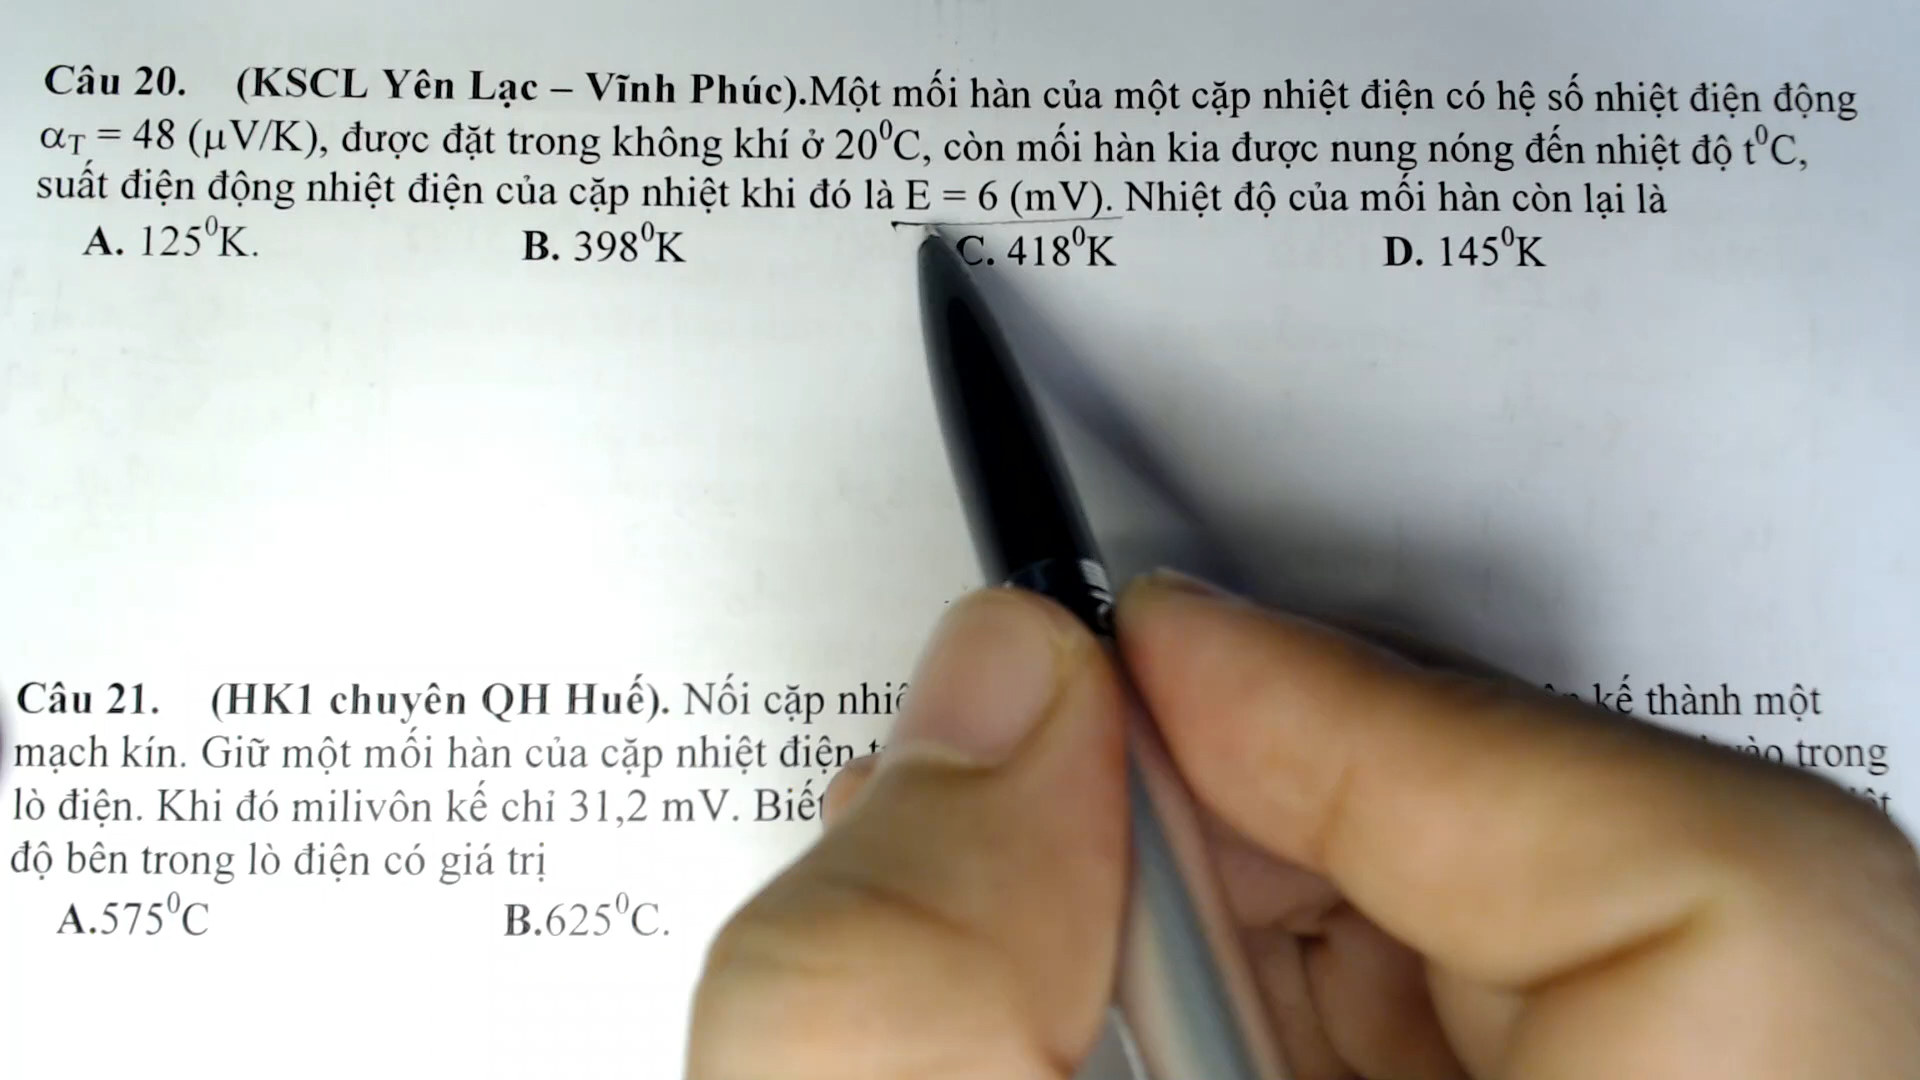 Câu 20. (KSCL Yên Lạc – Vĩnh Phúc).Một mối hàn của một cặp nhiệt điện có hệ số nhiệt điện động
αT = 48 (μV/K), được đặt trong không khí ở 20⁰C, còn mối hàn kia được nung nóng đến nhiệt độ t⁰C,
suất điện động nhiệt điện của cặp nhiệt khi đó là E = 6 (mV). Nhiệt độ của mối hàn còn lại là
A. 125⁰K. B. 398⁰K C. 418⁰K D. 145⁰K
Câu 21. (HK1 chuyên QH Huế). Nối cặp kế thành một
mạch kín. Giữ một mối hàn của cặp nhiệt điện trong
lò điện. Khi đó milivôn kế chỉ 31,2 mV.
độ bên trong lò điện có giá trị
A.575⁰C B.625⁰C.